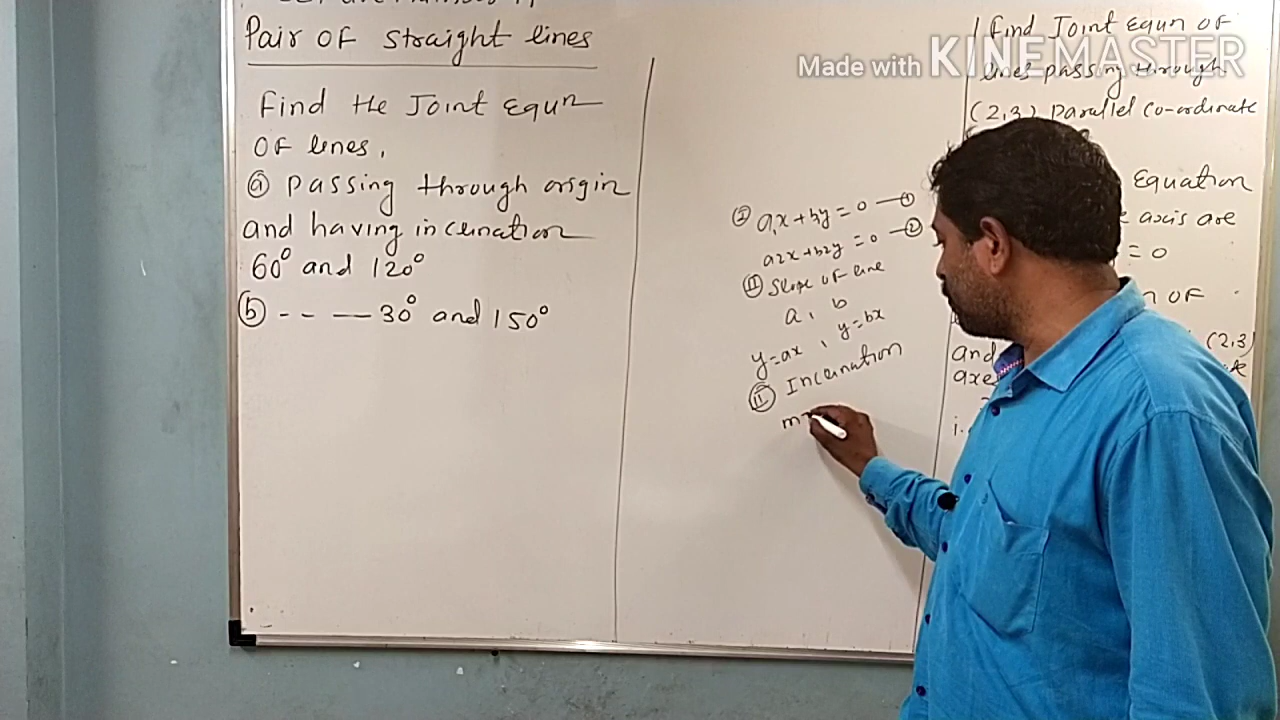 Pair OF straight lines
Find the Joint Equn
OF lines,
ⓐ passing through origin
and having inclination
60° and 120°
ⓑ - - — 30° and 150°
Ⓘ a1x + b1y = 0 — ①
a2x + b2y = 0 — ②
Ⓘ Slope of line
a, b
y = ax, y = bx
Inclination
m
Made with KINEMASTER
Find Joint Equn OF
lines passing through
(2,3) parallel co-ordinate
Equation
axis are
= 0
OF
(2,3)
and
axes
i.